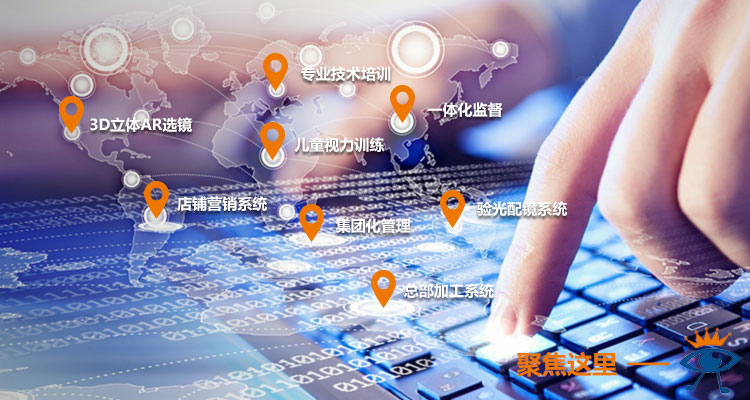 专业技术培训
一体化监督
3D立体AR选镜
儿童视力训练
店铺营销系统
验光配镜系统
集团化管理
总部加工系统
聚焦这里